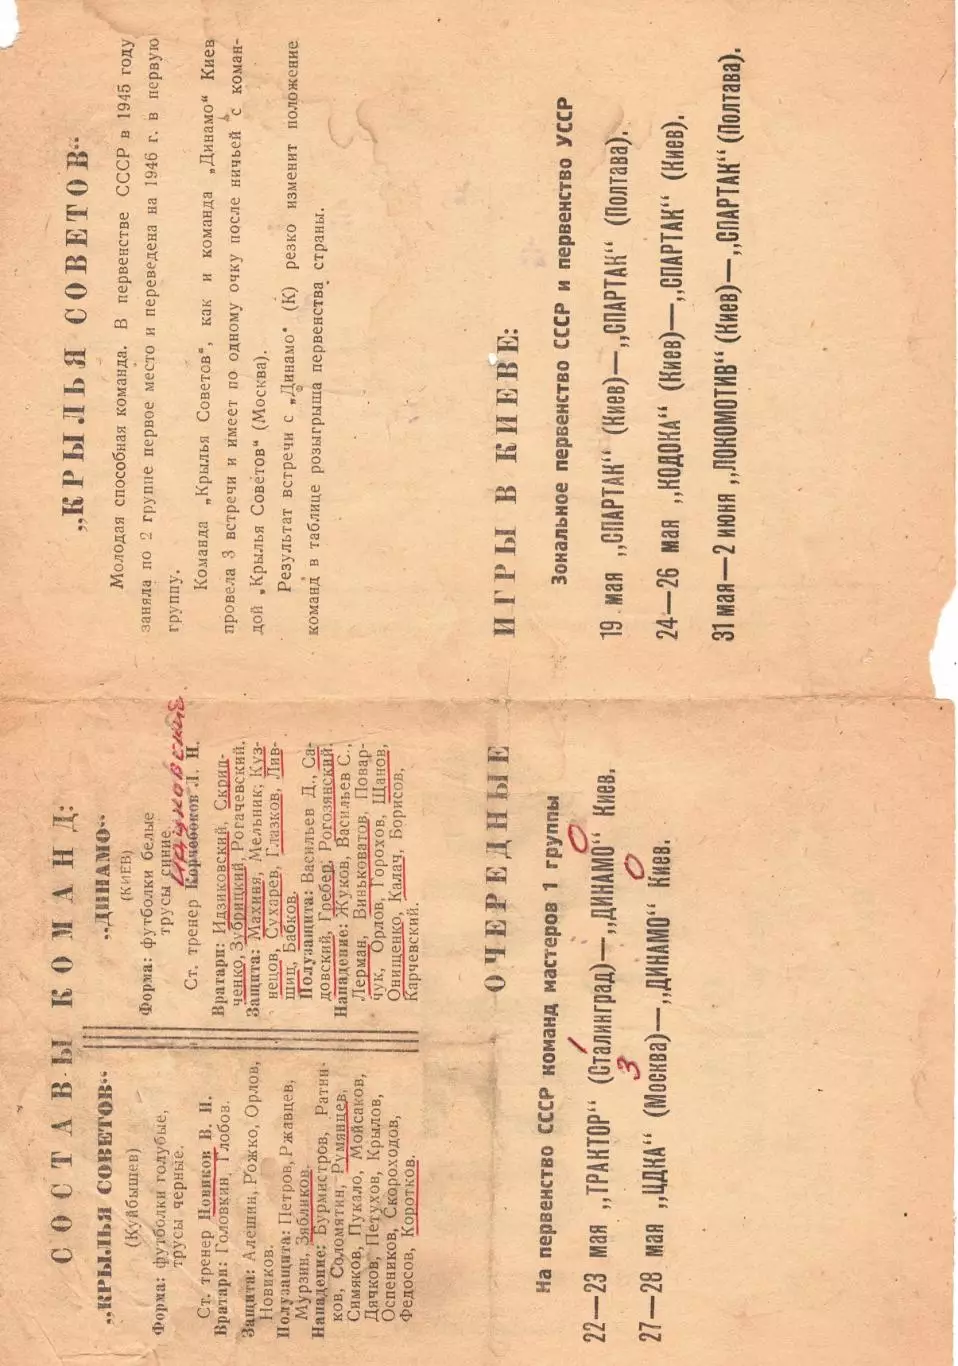 СОСТАВЫ КОМАНД:
„КРЫЛЬЯ СОВЕТОВ“
(Куйбышев)
Форма: футболки голубые,
трусы черные.
Ст. тренер Новиков В. И.
Вратари: Головкин, Глобов.
Защита: Алешин, Рожко, Орлов,
Новиков.
Полузащита: Петров, Ржавцев,
Мурзин, Зябликов.
Нападение: Бурмистров, Ратни-
ков, Соломятин, Румянцев,
Симяков, Пукало, Мойсаков,
Дячков, Петухов, Крылов,
Оспеников, Скороходов,
Федосов, Коротков.
„ДИНАМО“
(КИЕВ)
Форма: футболки белые
трусы синие.
Ст. тренер Корчебоков Л. Н.
Вратари: Идзиковский, Скрид-
ченко, Зубрицкий, Рогачевский.
Защита: Махиня, Мельник, Куз-
нецов, Сухарев, Глазков, Лив-
шиц, Бабков.
Полузащита: Васильев Д., Са-
довский, Гребер, Рогозянский.
Нападение: Жуков, Васильев С.,
Лерман, Виньковатов, Повар-
чук, Орлов, Горохов, Шанов,
Онищенко, Калач, Борисов,
Карчевский.
„КРЫЛЬЯ СОВЕТОВ“
Молодая способная команда. В первенстве СССР в 1945 году
заняла по 2 группе первое место и переведена на 1946 г. в первую
группу.
Команда „Крылья Советов“, как и команда „Динамо“ Киев
провела 3 встречи и имеет по одному очку после ничьей с коман-
дой „Крылья Советов“ (Москва).
Результат встречи с „Динамо“ (К) резко изменит положение
команд в таблице розыгрыша первенства страны.
ОЧЕРЕДНЫЕ ИГРЫ В КИЕВЕ:
На первенство СССР команд мастеров 1 группы
22—23 мая „ТРАКТОР“ (Сталинград)—„ДИНАМО“ Киев.
1 0
27—28 мая „ЦДКА“ (Москва)—„ДИНАМО“ Киев.
3 0
Зональное первенство СССР и первенство УССР
19 мая „СПАРТАК“ (Киев)—„СПАРТАК“ (Полтава).
24—26 мая „КОДОКА“ (Киев)—„СПАРТАК“ (Киев).
31 мая—2 июня „ЛОКОМОТИВ“ (Киев)—„СПАРТАК“ (Полтава).